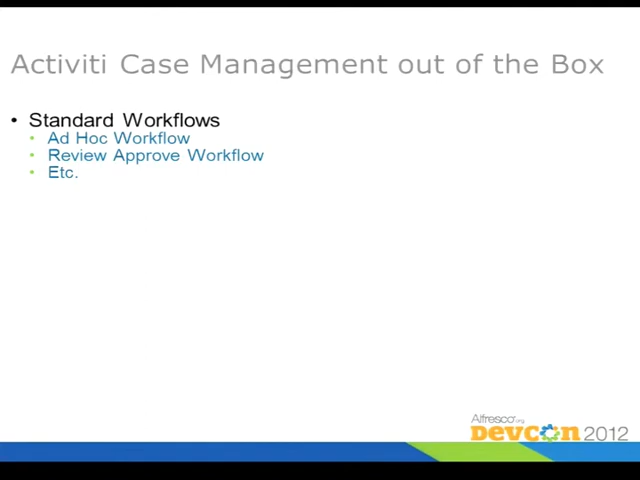 Activiti Case Management out of the Box
• Standard Workflows
• Ad Hoc Workflow
• Review Approve Workflow
• Etc.
Alfresco.org
DEVCON 2012